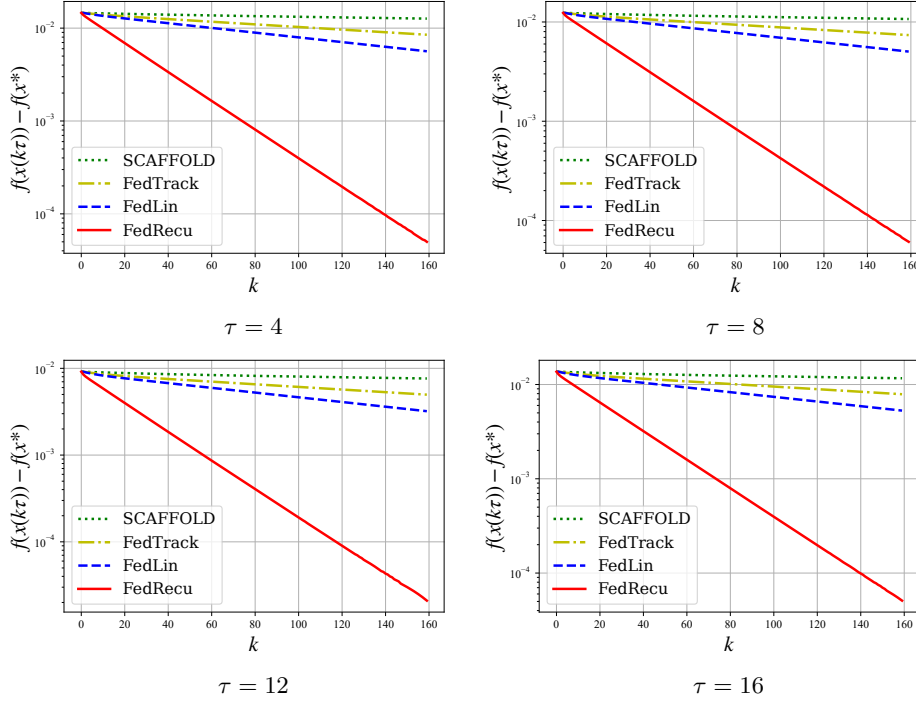 10⁻²
10⁻³
10⁻⁴
f(x(kτ)) − f(x*)
SCAFFOLD
FedTrack
FedLin
FedRecu
0 20 40 60 80 100 120 140 160
k
τ = 4
10⁻²
10⁻³
10⁻⁴
f(x(kτ)) − f(x*)
SCAFFOLD
FedTrack
FedLin
FedRecu
0 20 40 60 80 100 120 140 160
k
τ = 8
10⁻²
10⁻³
10⁻⁴
f(x(kτ)) − f(x*)
SCAFFOLD
FedTrack
FedLin
FedRecu
0 20 40 60 80 100 120 140 160
k
τ = 12
10⁻²
10⁻³
10⁻⁴
f(x(kτ)) − f(x*)
SCAFFOLD
FedTrack
FedLin
FedRecu
0 20 40 60 80 100 120 140 160
k
τ = 16